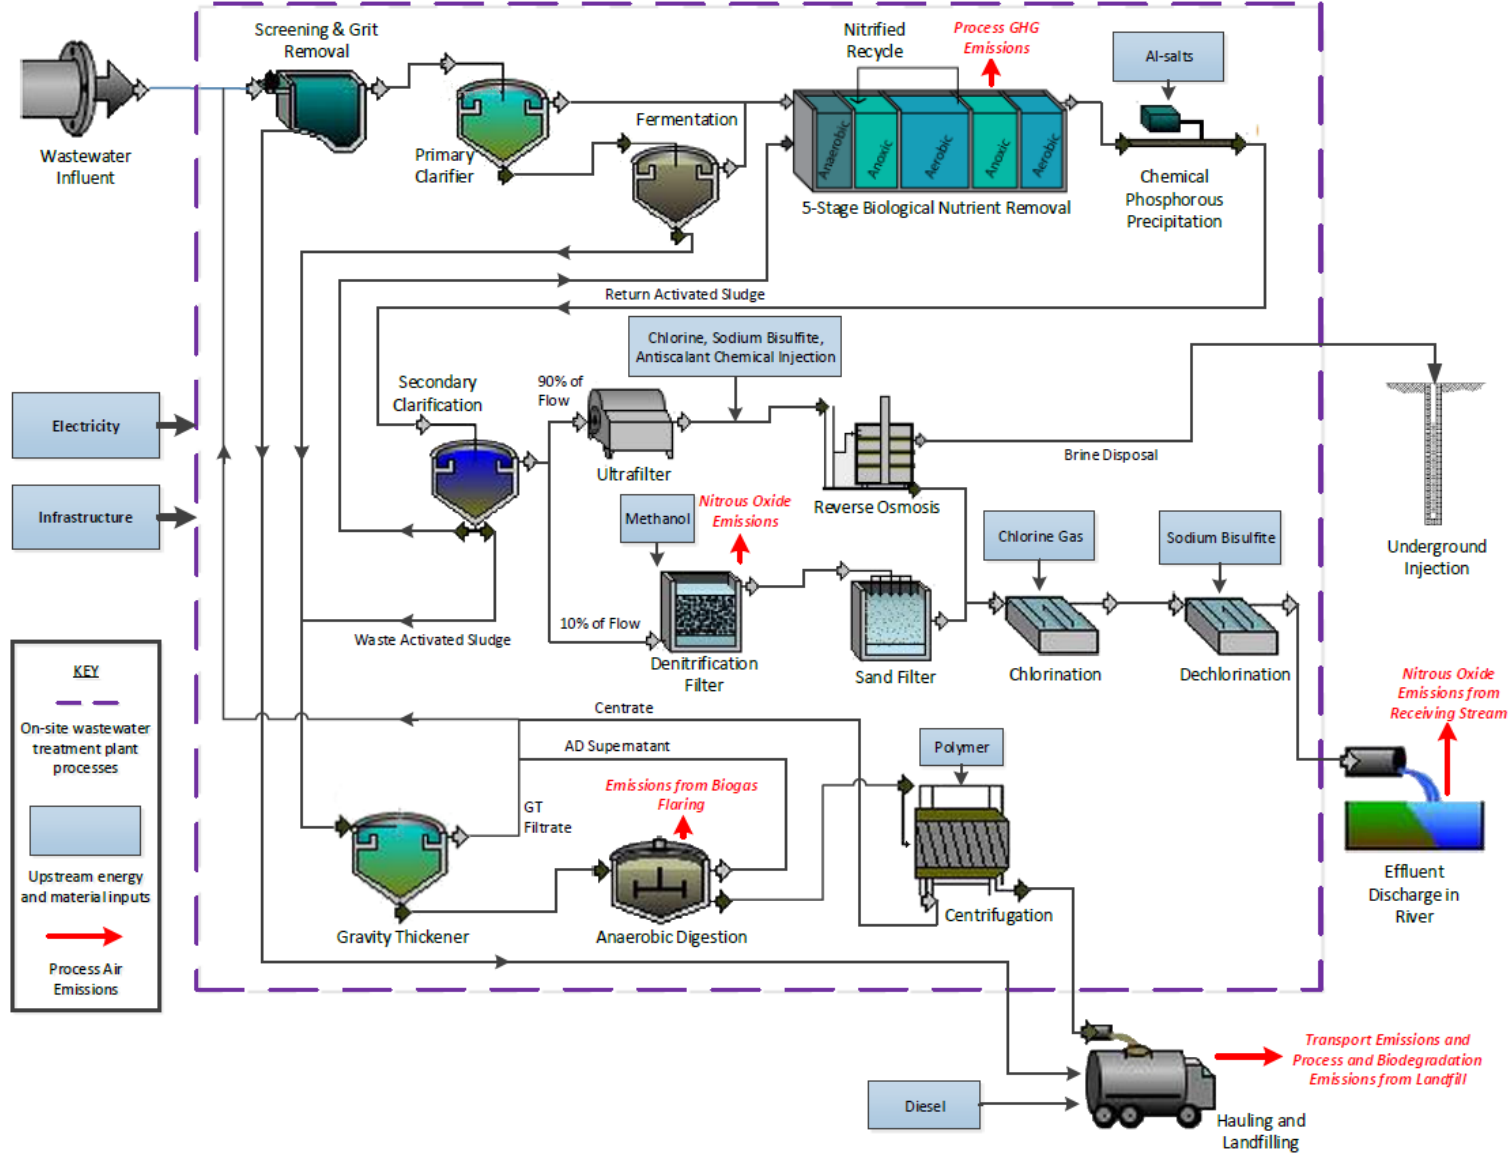 Screening & Grit
Removal
Nitrified
Recycle
Process GHG
Emissions
Al-salts
Wastewater
Influent
Primary
Clarifier
Fermentation
Anaerobic
Anoxic
Aerobic
Anoxic
Aerobic
5-Stage Biological Nutrient Removal
Chemical
Phosphorous
Precipitation
Return Activated Sludge
Chlorine, Sodium Bisulfite,
Antiscalant Chemical Injection
Secondary
Clarification
90% of
Flow
Ultrafilter
Reverse Osmosis
Brine Disposal
Underground
Injection
Electricity
Infrastructure
Methanol
Nitrous Oxide
Emissions
Chlorine Gas
Sodium Bisulfite
10% of Flow
Waste Activated Sludge
Denitrification
Filter
Sand Filter
Chlorination
Dechlorination
Nitrous Oxide
Emissions from
Receiving Stream
KEY
On-site wastewater
treatment plant
processes
Upstream energy
and material inputs
Process Air
Emissions
Centrate
AD Supernatant
GT
Filtrate
Emissions from Biogas
Flaring
Polymer
Gravity Thickener
Anaerobic Digestion
Centrifugation
Effluent
Discharge in
River
Transport Emissions and
Process and Biodegradation
Emissions from Landfill
Diesel
Hauling and
Landfilling